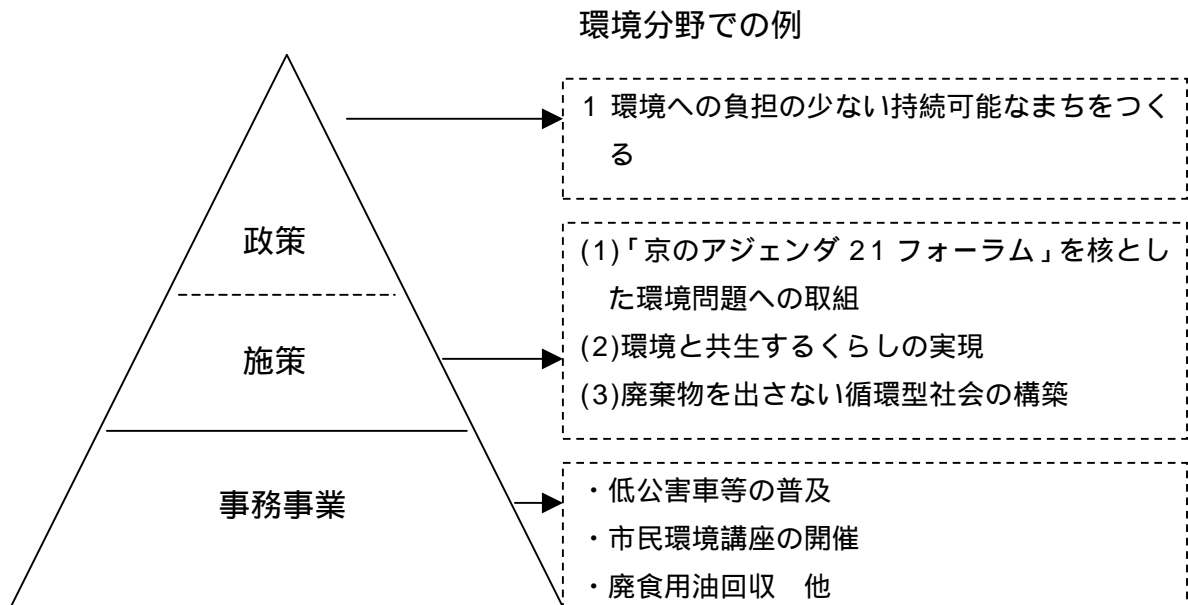 環境分野での例
1 環境への負担の少ない持続可能なまちをつく
る
政策
(1)「京のアジェンダ 21 フォーラム」を核とし
た環境問題への取組
(2)環境と共生するくらしの実現
(3)廃棄物を出さない循環型社会の構築
施策
事務事業
・低公害車等の普及
・市民環境講座の開催
・廃食用油回収　他